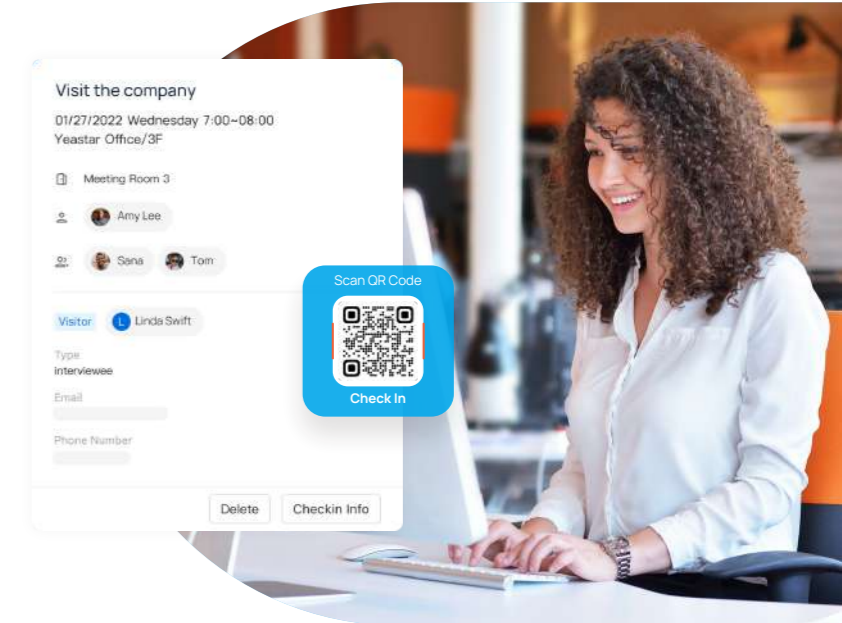 Visit the company
01/27/2022 Wednesday 7:00~08:00
Yeastar Office/3F
Meeting Room 3
Amy Lee
Sana Tom
Visitor L Linda Swift
Type
interviewee
Email
Phone Number
Delete Checkin Info
Scan QR Code
Check In